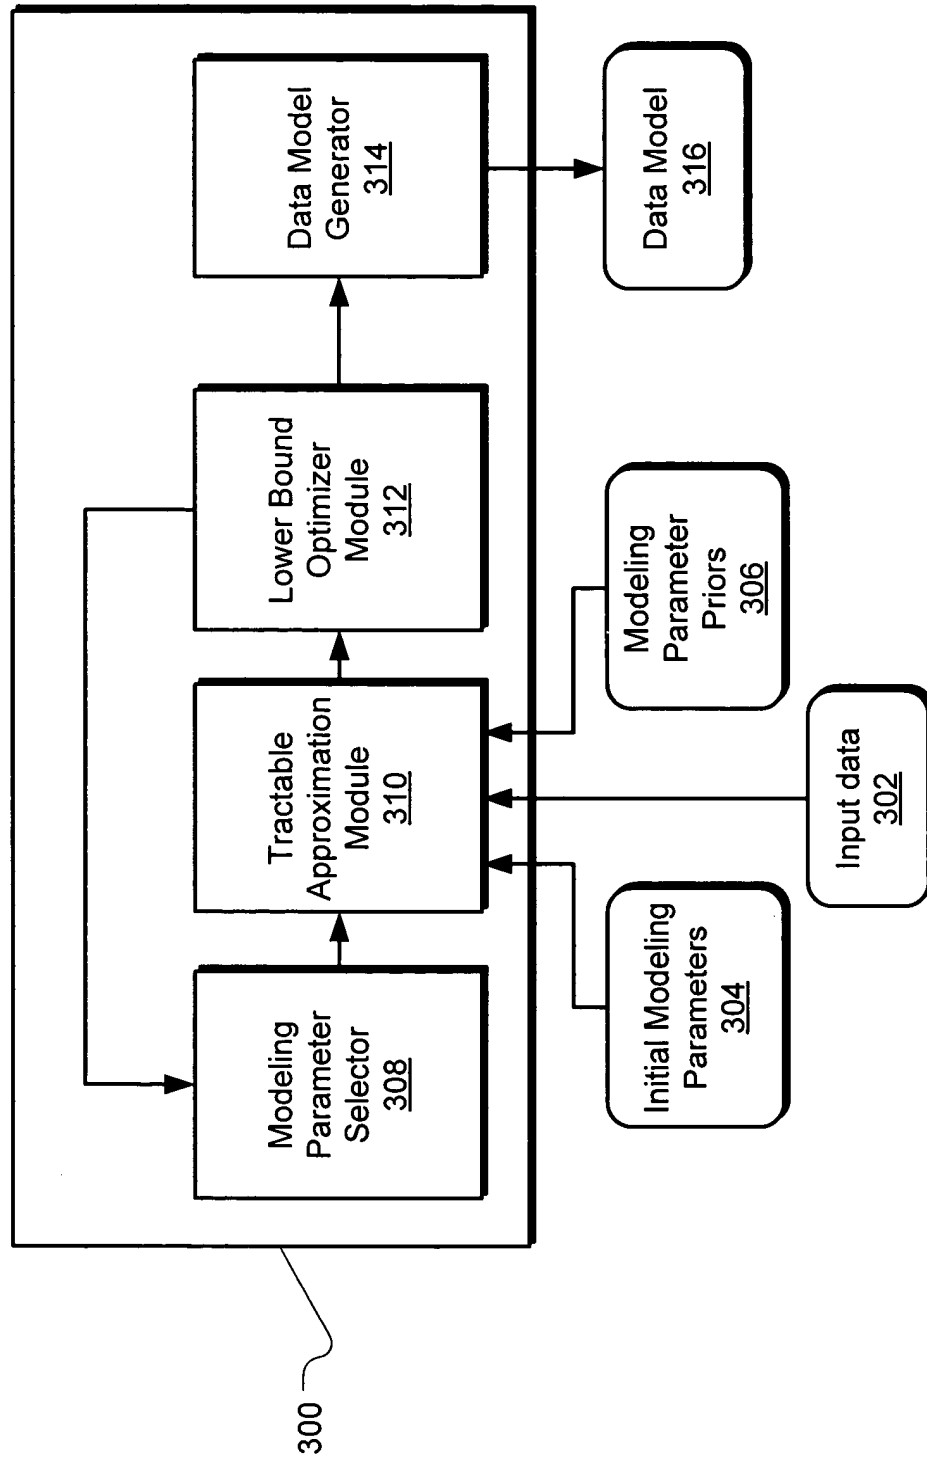 300
Modeling
Parameter
Selector
308
Tractable
Approximation
Module
310
Lower Bound
Optimizer
Module
312
Data Model
Generator
314
Initial Modeling
Parameters
304
Input data
302
Modeling
Parameter
Priors
306
Data Model
316